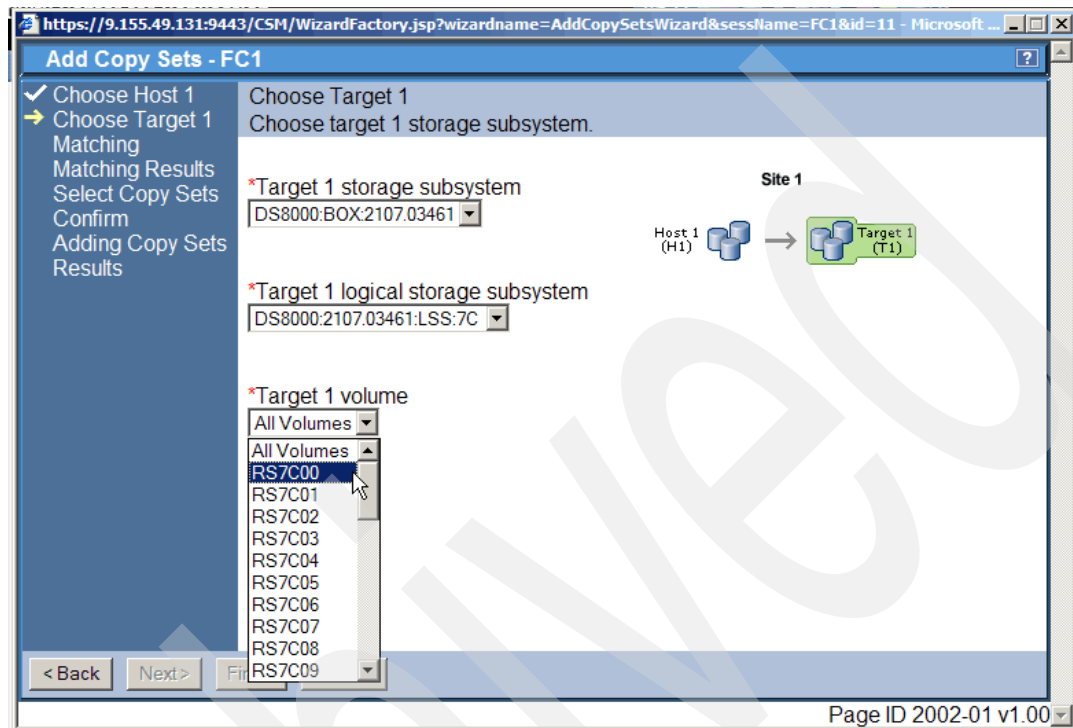 https://9.155.49.131:9443/CSM/WizardFactory.jsp?wizardname=AddCopySetsWizard&sessName=FC1&id=11 - Microsoft ...
Add Copy Sets - FC1
?
Choose Host 1
Choose Target 1
Matching
Matching Results
Select Copy Sets
Confirm
Adding Copy Sets
Results
Choose Target 1
Choose target 1 storage subsystem.
*Target 1 storage subsystem
DS8000:BOX:2107.03461
*Target 1 logical storage subsystem
DS8000:2107.03461:LSS:7C
*Target 1 volume
All Volumes
All Volumes
RS7C00
RS7C01
RS7C02
RS7C03
RS7C04
RS7C05
RS7C06
RS7C07
RS7C08
RS7C09
Site 1
Host 1
(H1)
Target 1
(T1)
< Back
Next >
Page ID 2002-01 v1.00